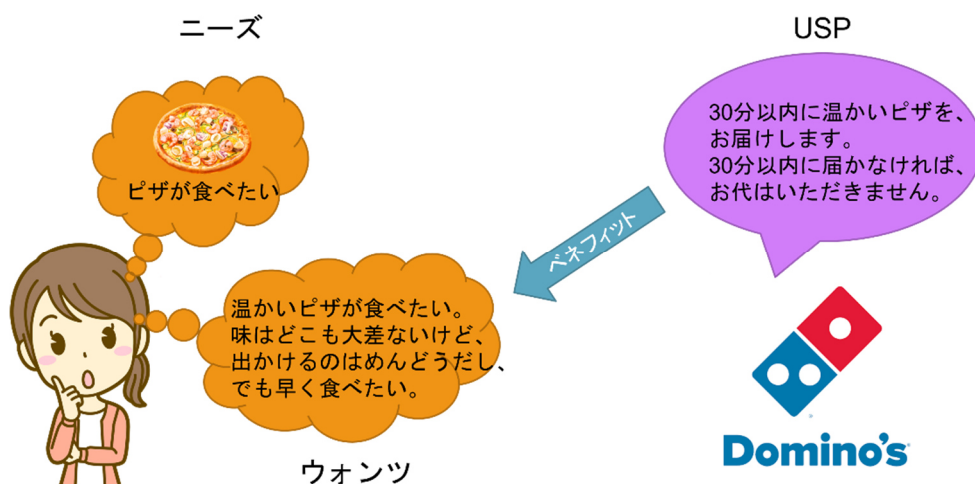 ニーズ
ピザが食べたい
温かいピザが食べたい。
味はどこも大差ないけど、
出かけるのはめんどうだし、
でも早く食べたい。
ウォンツ
ベネフィット
USP
30分以内に温かいピザを、
お届けします。
30分以内に届かなければ、
お代はいただきません。
Domino's